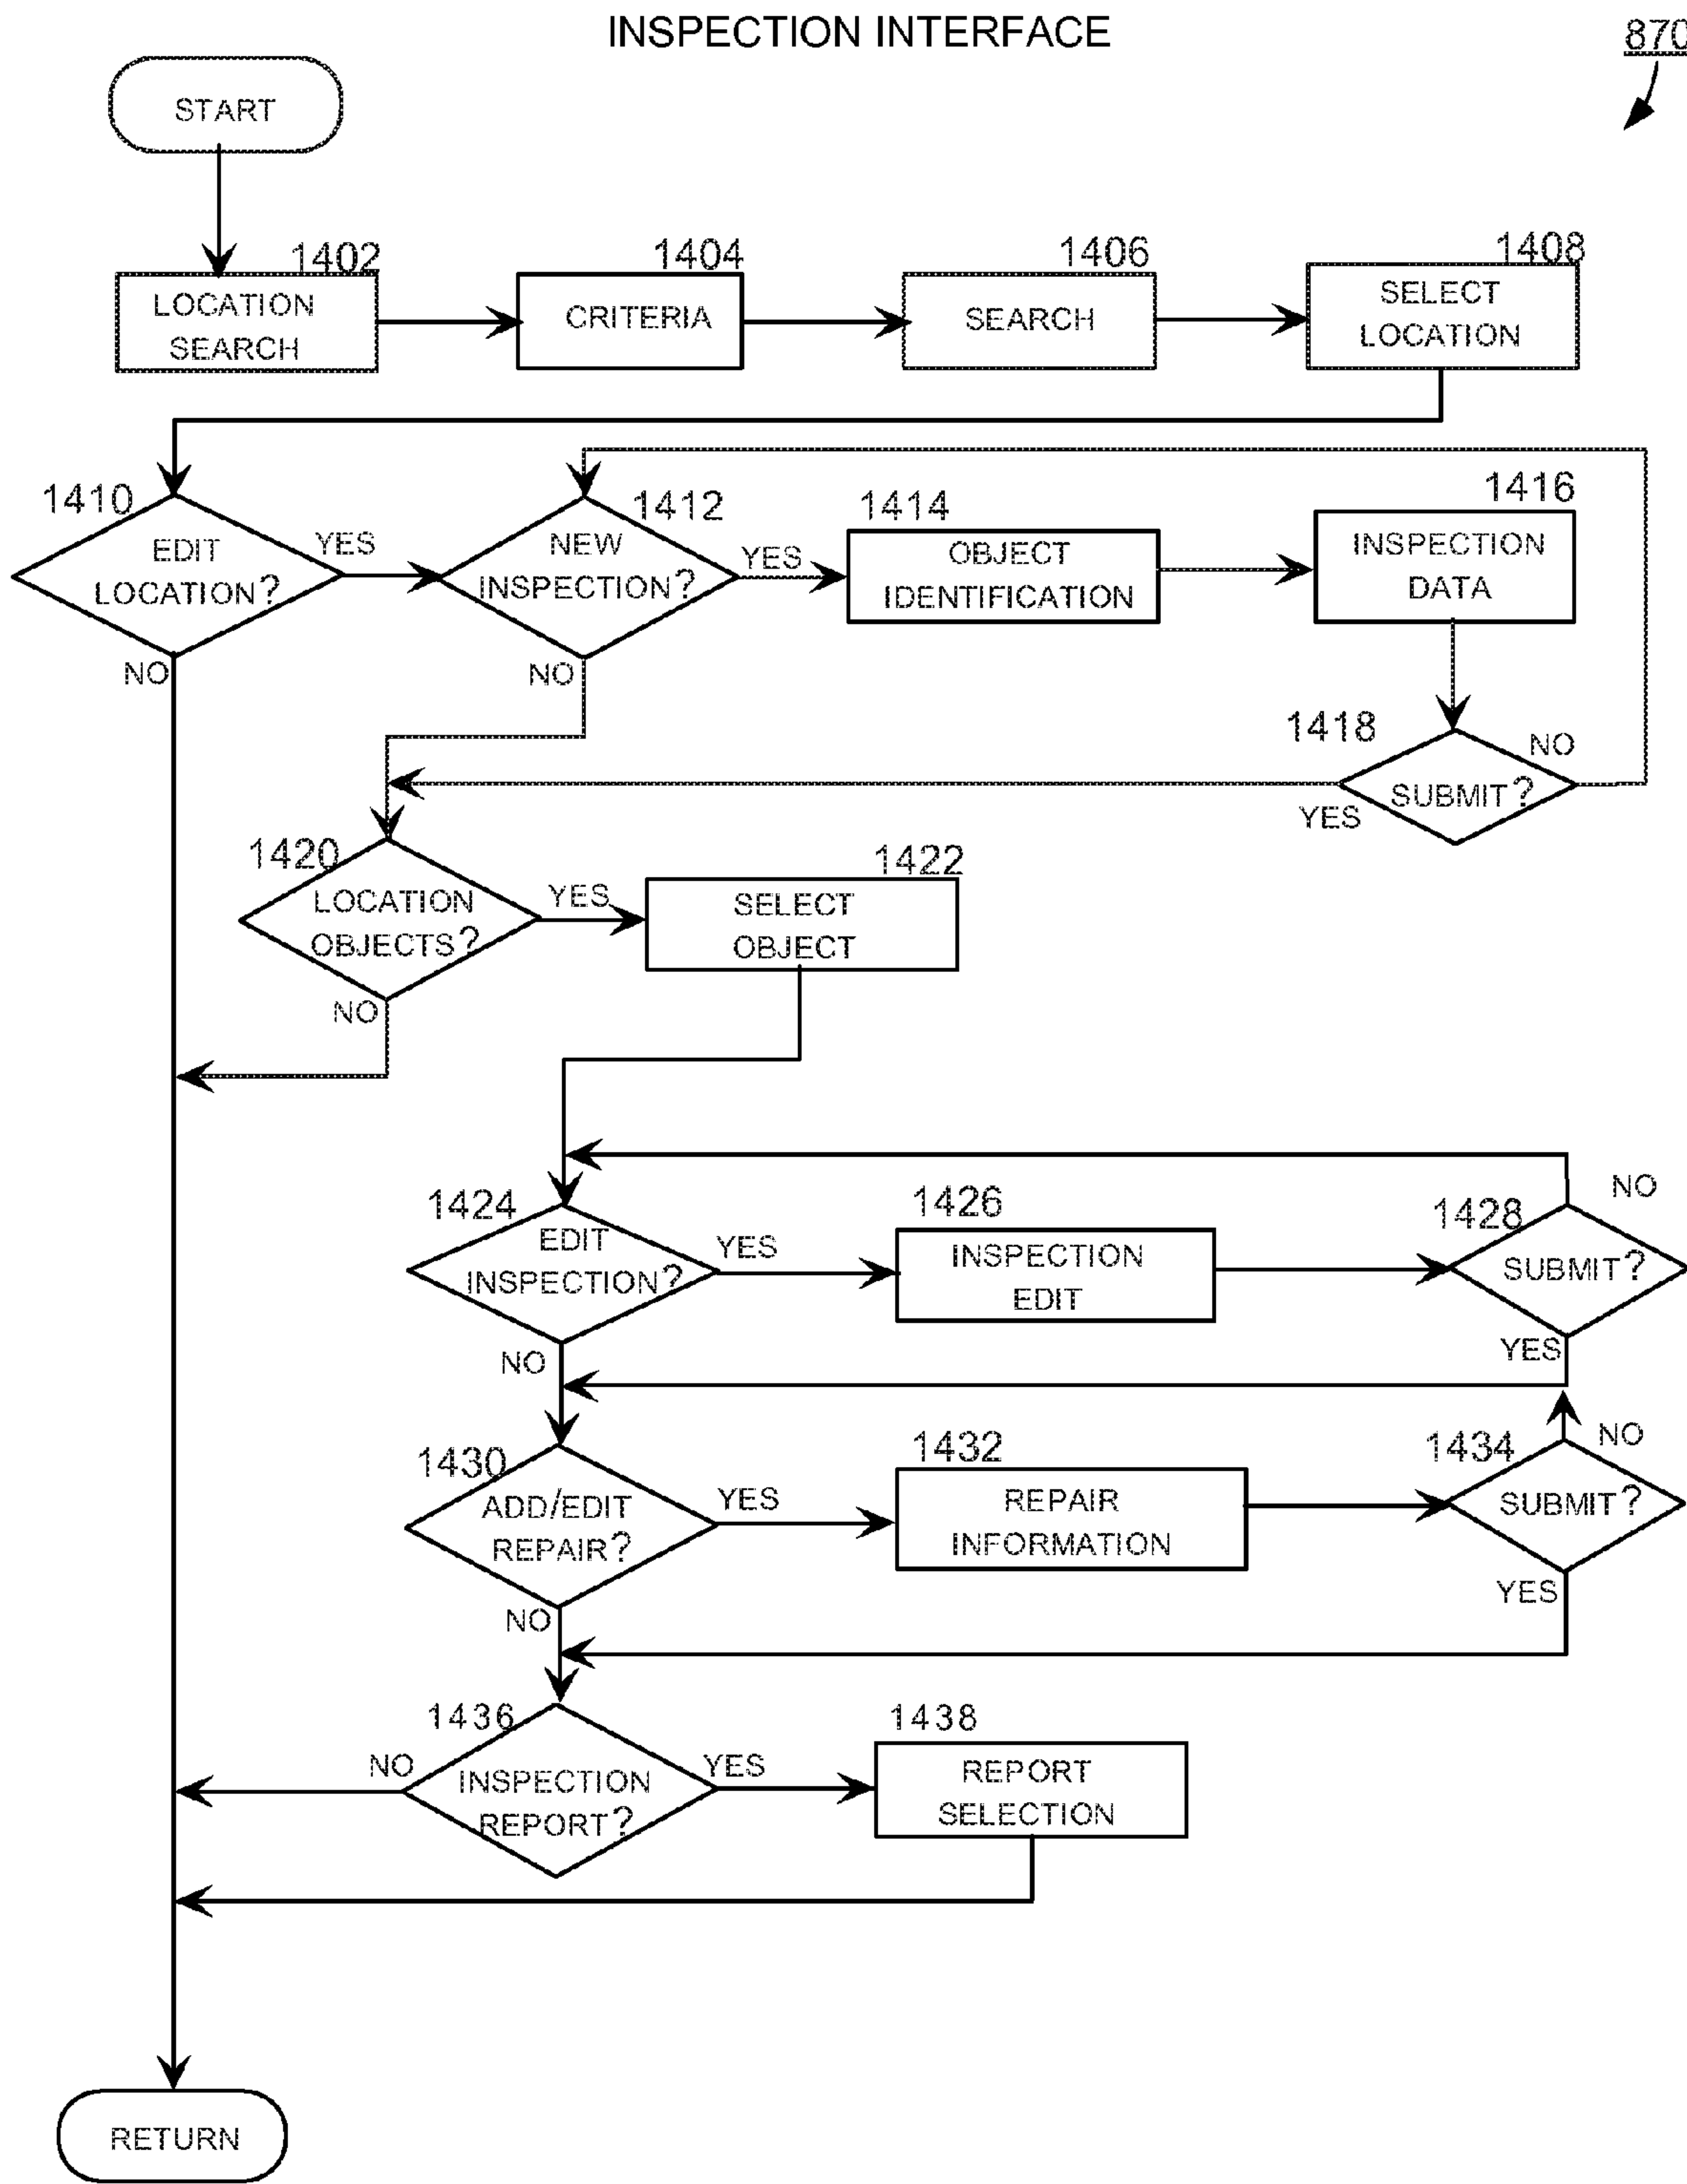 INSPECTION INTERFACE
870
START
1402
1404
1406
1408
LOCATION
SEARCH
CRITERIA
SEARCH
SELECT
LOCATION
1410
EDIT
LOCATION?
YES
NO
1412
NEW
INSPECTION?
YES
NO
1414
OBJECT
IDENTIFICATION
1416
INSPECTION
DATA
1418
SUBMIT?
NO
YES
1420
LOCATION
OBJECTS?
YES
NO
1422
SELECT
OBJECT
1424
EDIT
INSPECTION?
YES
NO
1426
INSPECTION
EDIT
1428
SUBMIT?
NO
YES
1430
ADD/EDIT
REPAIR?
YES
NO
1432
REPAIR
INFORMATION
1434
SUBMIT?
NO
YES
1436
INSPECTION
REPORT?
NO
YES
1438
REPORT
SELECTION
RETURN